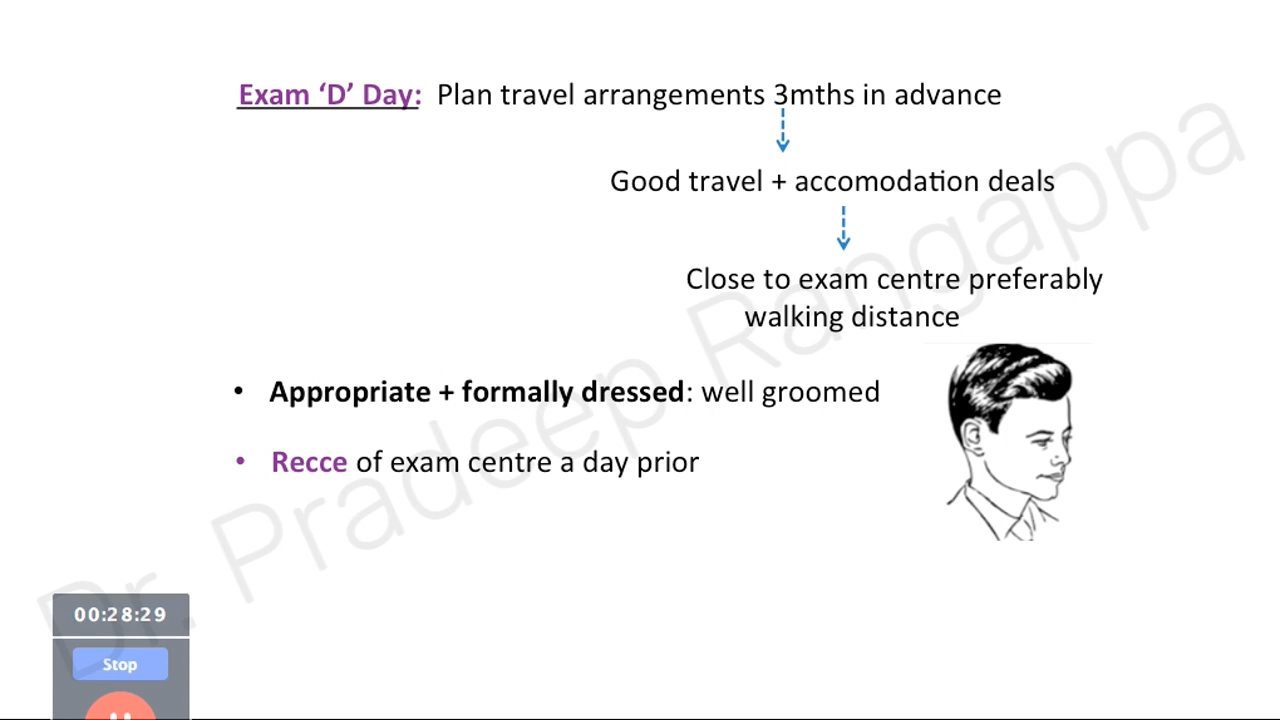 Exam ‘D’ Day: Plan travel arrangements 3mths in advance
Good travel + accomodation deals
Close to exam centre preferably
walking distance
• Appropriate + formally dressed: well groomed
• Recce of exam centre a day prior
Dr. Pradeep Rangappa
00:28:29
Stop